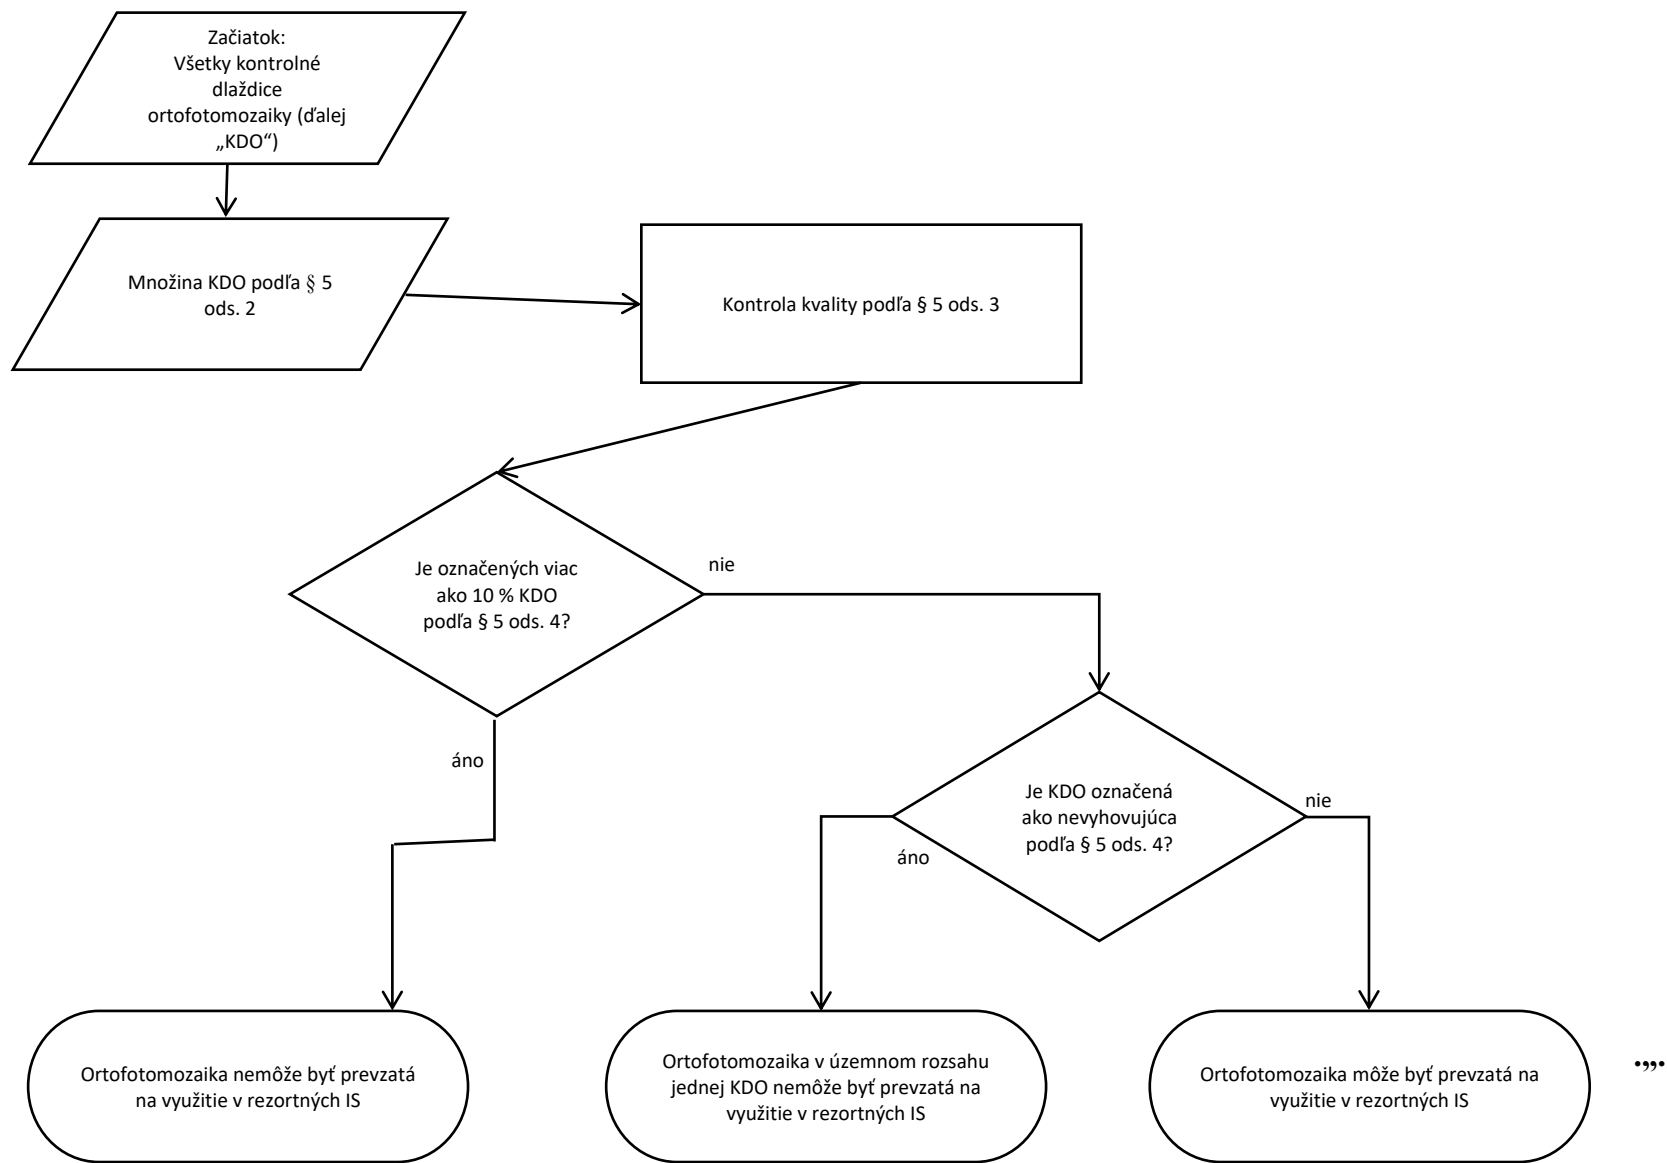 Začiatok:
Všetky kontrolné
dlaždice
ortofotomozaiky (ďalej
„KDO“)
Množina KDO podľa § 5
ods. 2
Kontrola kvality podľa § 5 ods. 3
Je označených viac
ako 10 % KDO
podľa § 5 ods. 4?
nie
áno
Je KDO označená
ako nevyhovujúca
podľa § 5 ods. 4?
nie
áno
Ortofotomozaika nemôže byť prevzatá
na využitie v rezortných IS
Ortofotomozaika v územnom rozsahu
jednej KDO nemôže byť prevzatá na
využitie v rezortných IS
Ortofotomozaika môže byť prevzatá na
využitie v rezortných IS